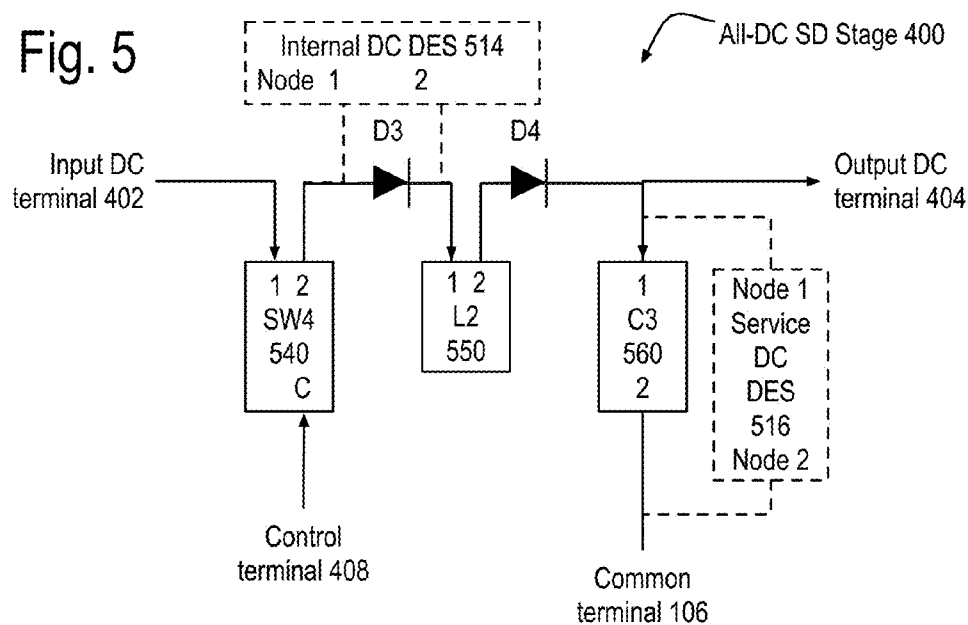 Fig. 5
Internal DC DES 514
Node 1 2
All-DC SD Stage 400
D3
D4
Input DC
terminal 402
Output DC
terminal 404
1 2
SW4
540
C
1 2
L2
550
1
C3
560
2
Node 1
Service
DC
DES
516
Node 2
Control
terminal 408
Common
terminal 106